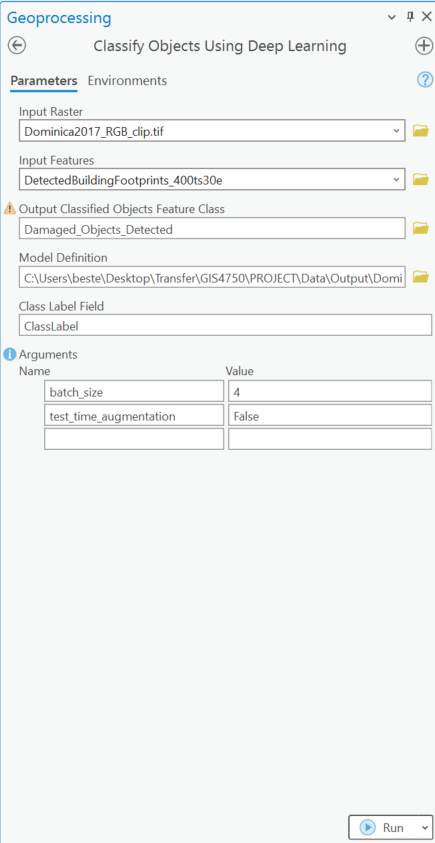 Geoprocessing
Classify Objects Using Deep Learning
Parameters Environments
Input Raster
Dominica2017_RGB_clip.tif
Input Features
DetectedBuildingFootprints_400ts30e
Output Classified Objects Feature Class
Damaged_Objects_Detected
Model Definition
C:\Users\beste\Desktop\Transfer\GIS4750\PROJECT\Data\Output\Domi
Class Label Field
ClassLabel
Arguments
Name Value
batch_size 4
test_time_augmentation False
Run